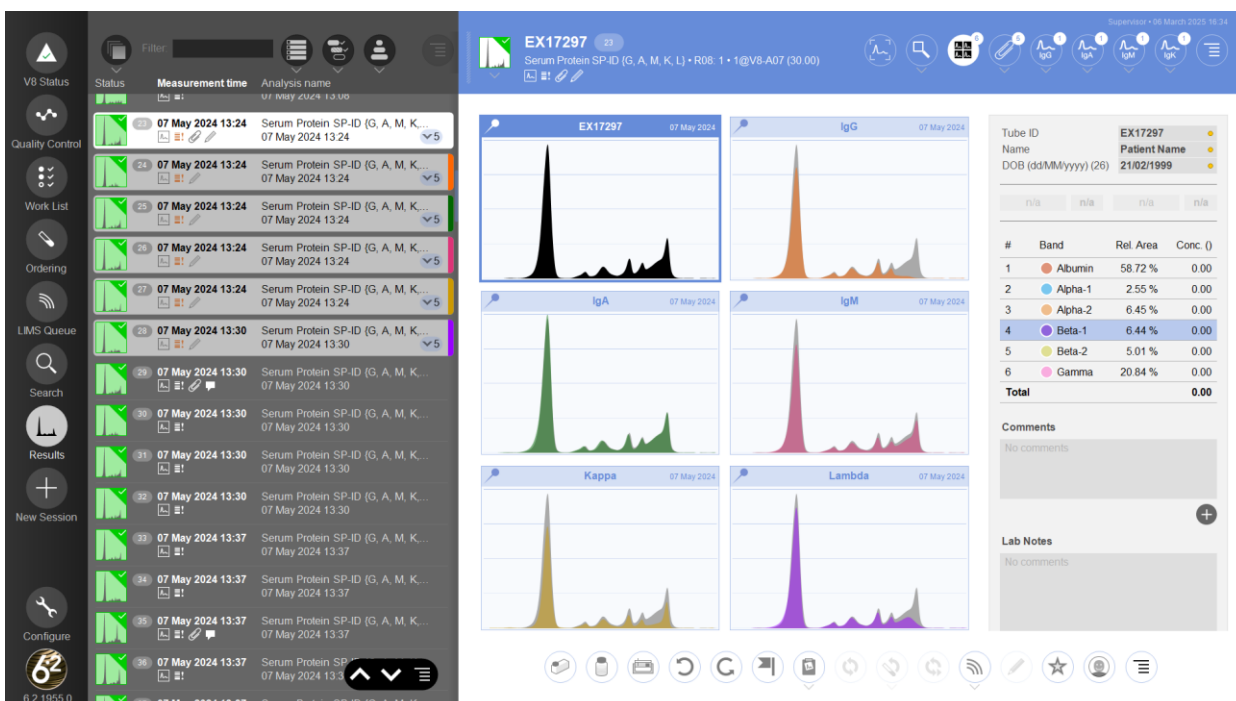 Supervisor • 06 March 2025 16:34
V8 Status
Quality Control
Work List
Ordering
LIMS Queue
Search
Results
New Session
Configure
6.2
6.2.1955.0
Filter:
Status Measurement time Analysis name
07 May 2024 13:06
23 07 May 2024 13:24 Serum Protein SP-ID {G, A, M, K,...
07 May 2024 13:24 5
24 07 May 2024 13:24 Serum Protein SP-ID {G, A, M, K,...
07 May 2024 13:24 5
25 07 May 2024 13:24 Serum Protein SP-ID {G, A, M, K,...
07 May 2024 13:24 5
26 07 May 2024 13:24 Serum Protein SP-ID {G, A, M, K,...
07 May 2024 13:24 5
27 07 May 2024 13:24 Serum Protein SP-ID {G, A, M, K,...
07 May 2024 13:24 5
28 07 May 2024 13:30 Serum Protein SP-ID {G, A, M, K,...
07 May 2024 13:30 5
29 07 May 2024 13:30 Serum Protein SP-ID {G, A, M, K,...
07 May 2024 13:30
30 07 May 2024 13:30 Serum Protein SP-ID {G, A, M, K,...
07 May 2024 13:30
31 07 May 2024 13:30 Serum Protein SP-ID {G, A, M, K,...
07 May 2024 13:30
32 07 May 2024 13:30 Serum Protein SP-ID {G, A, M, K,...
07 May 2024 13:30
33 07 May 2024 13:37 Serum Protein SP-ID {G, A, M, K,...
07 May 2024 13:37
34 07 May 2024 13:37 Serum Protein SP-ID {G, A, M, K,...
07 May 2024 13:37
35 07 May 2024 13:37 Serum Protein SP-ID {G, A, M, K,...
07 May 2024 13:37
36 07 May 2024 13:37 Serum Protein
07 May 2024 13:3
EX17297 23
Serum Protein SP-ID {G, A, M, K, L} • R08: 1 • 1@V8-A07 (30.00)
6 5 1 1 1 1
IgG IgA IgM IgK
EX17297 07 May 2024
IgG 07 May 2024
IgA 07 May 2024
IgM 07 May 2024
Kappa 07 May 2024
Lambda 07 May 2024
Tube ID EX17297
Name Patient Name
DOB (dd/MM/yyyy) (26) 21/02/1999
n/a n/a n/a n/a
# Band Rel. Area Conc. ()
1 Albumin 58.72 % 0.00
2 Alpha-1 2.55 % 0.00
3 Alpha-2 6.45 % 0.00
4 Beta-1 6.44 % 0.00
5 Beta-2 5.01 % 0.00
6 Gamma 20.84 % 0.00
Total 0.00
Comments
No comments
Lab Notes
No comments